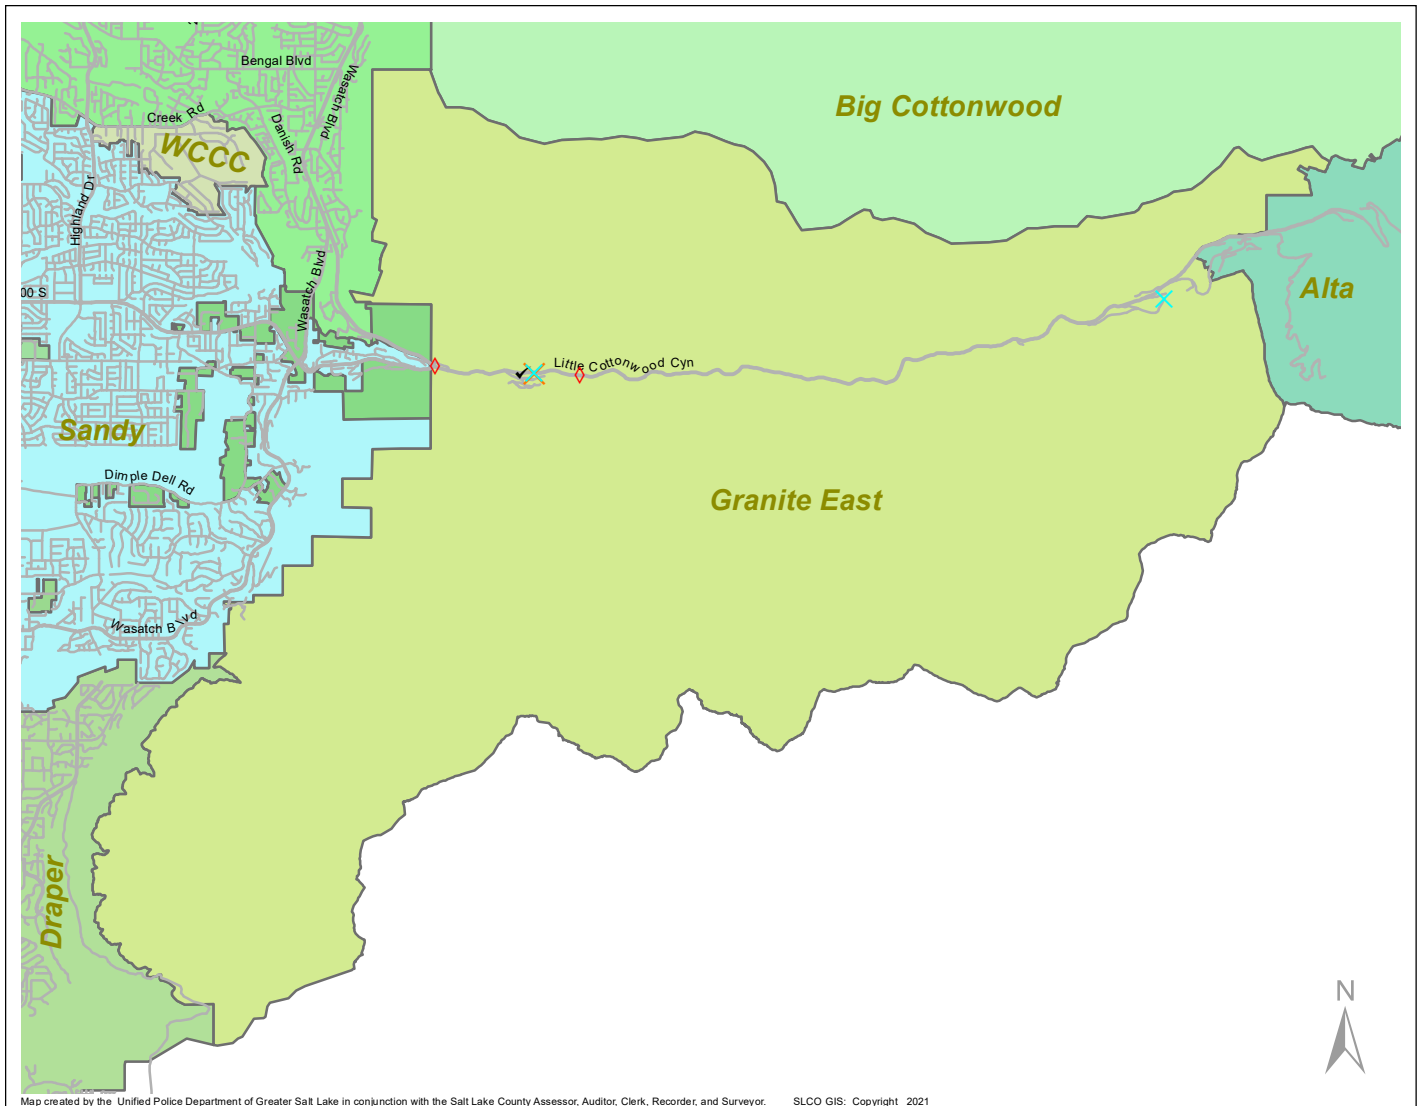 Bengal Blvd
Wasatch Blvd
Big Cottonwood
Creek Rd
Danish Rd
WCCC
Highland Dr
Wasatch Blvd
00 S
Alta
Little Cottonwood Cyn
Sandy
Dimple Dell Rd
Granite East
Wasatch Blvd
Draper
N
Map created by the Unified Police Department of Greater Salt Lake in conjunction with the Salt Lake County Assessor, Auditor, Clerk, Recorder, and Surveyor. SLCO GIS: Copyright 2021